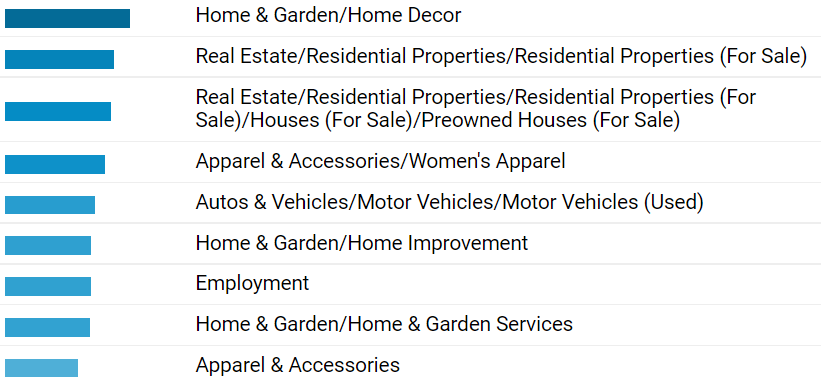 Home & Garden/Home Decor
Real Estate/Residential Properties/Residential Properties (For Sale)
Real Estate/Residential Properties/Residential Properties (For
Sale)/Houses (For Sale)/Preowned Houses (For Sale)
Apparel & Accessories/Women's Apparel
Autos & Vehicles/Motor Vehicles/Motor Vehicles (Used)
Home & Garden/Home Improvement
Employment
Home & Garden/Home & Garden Services
Apparel & Accessories